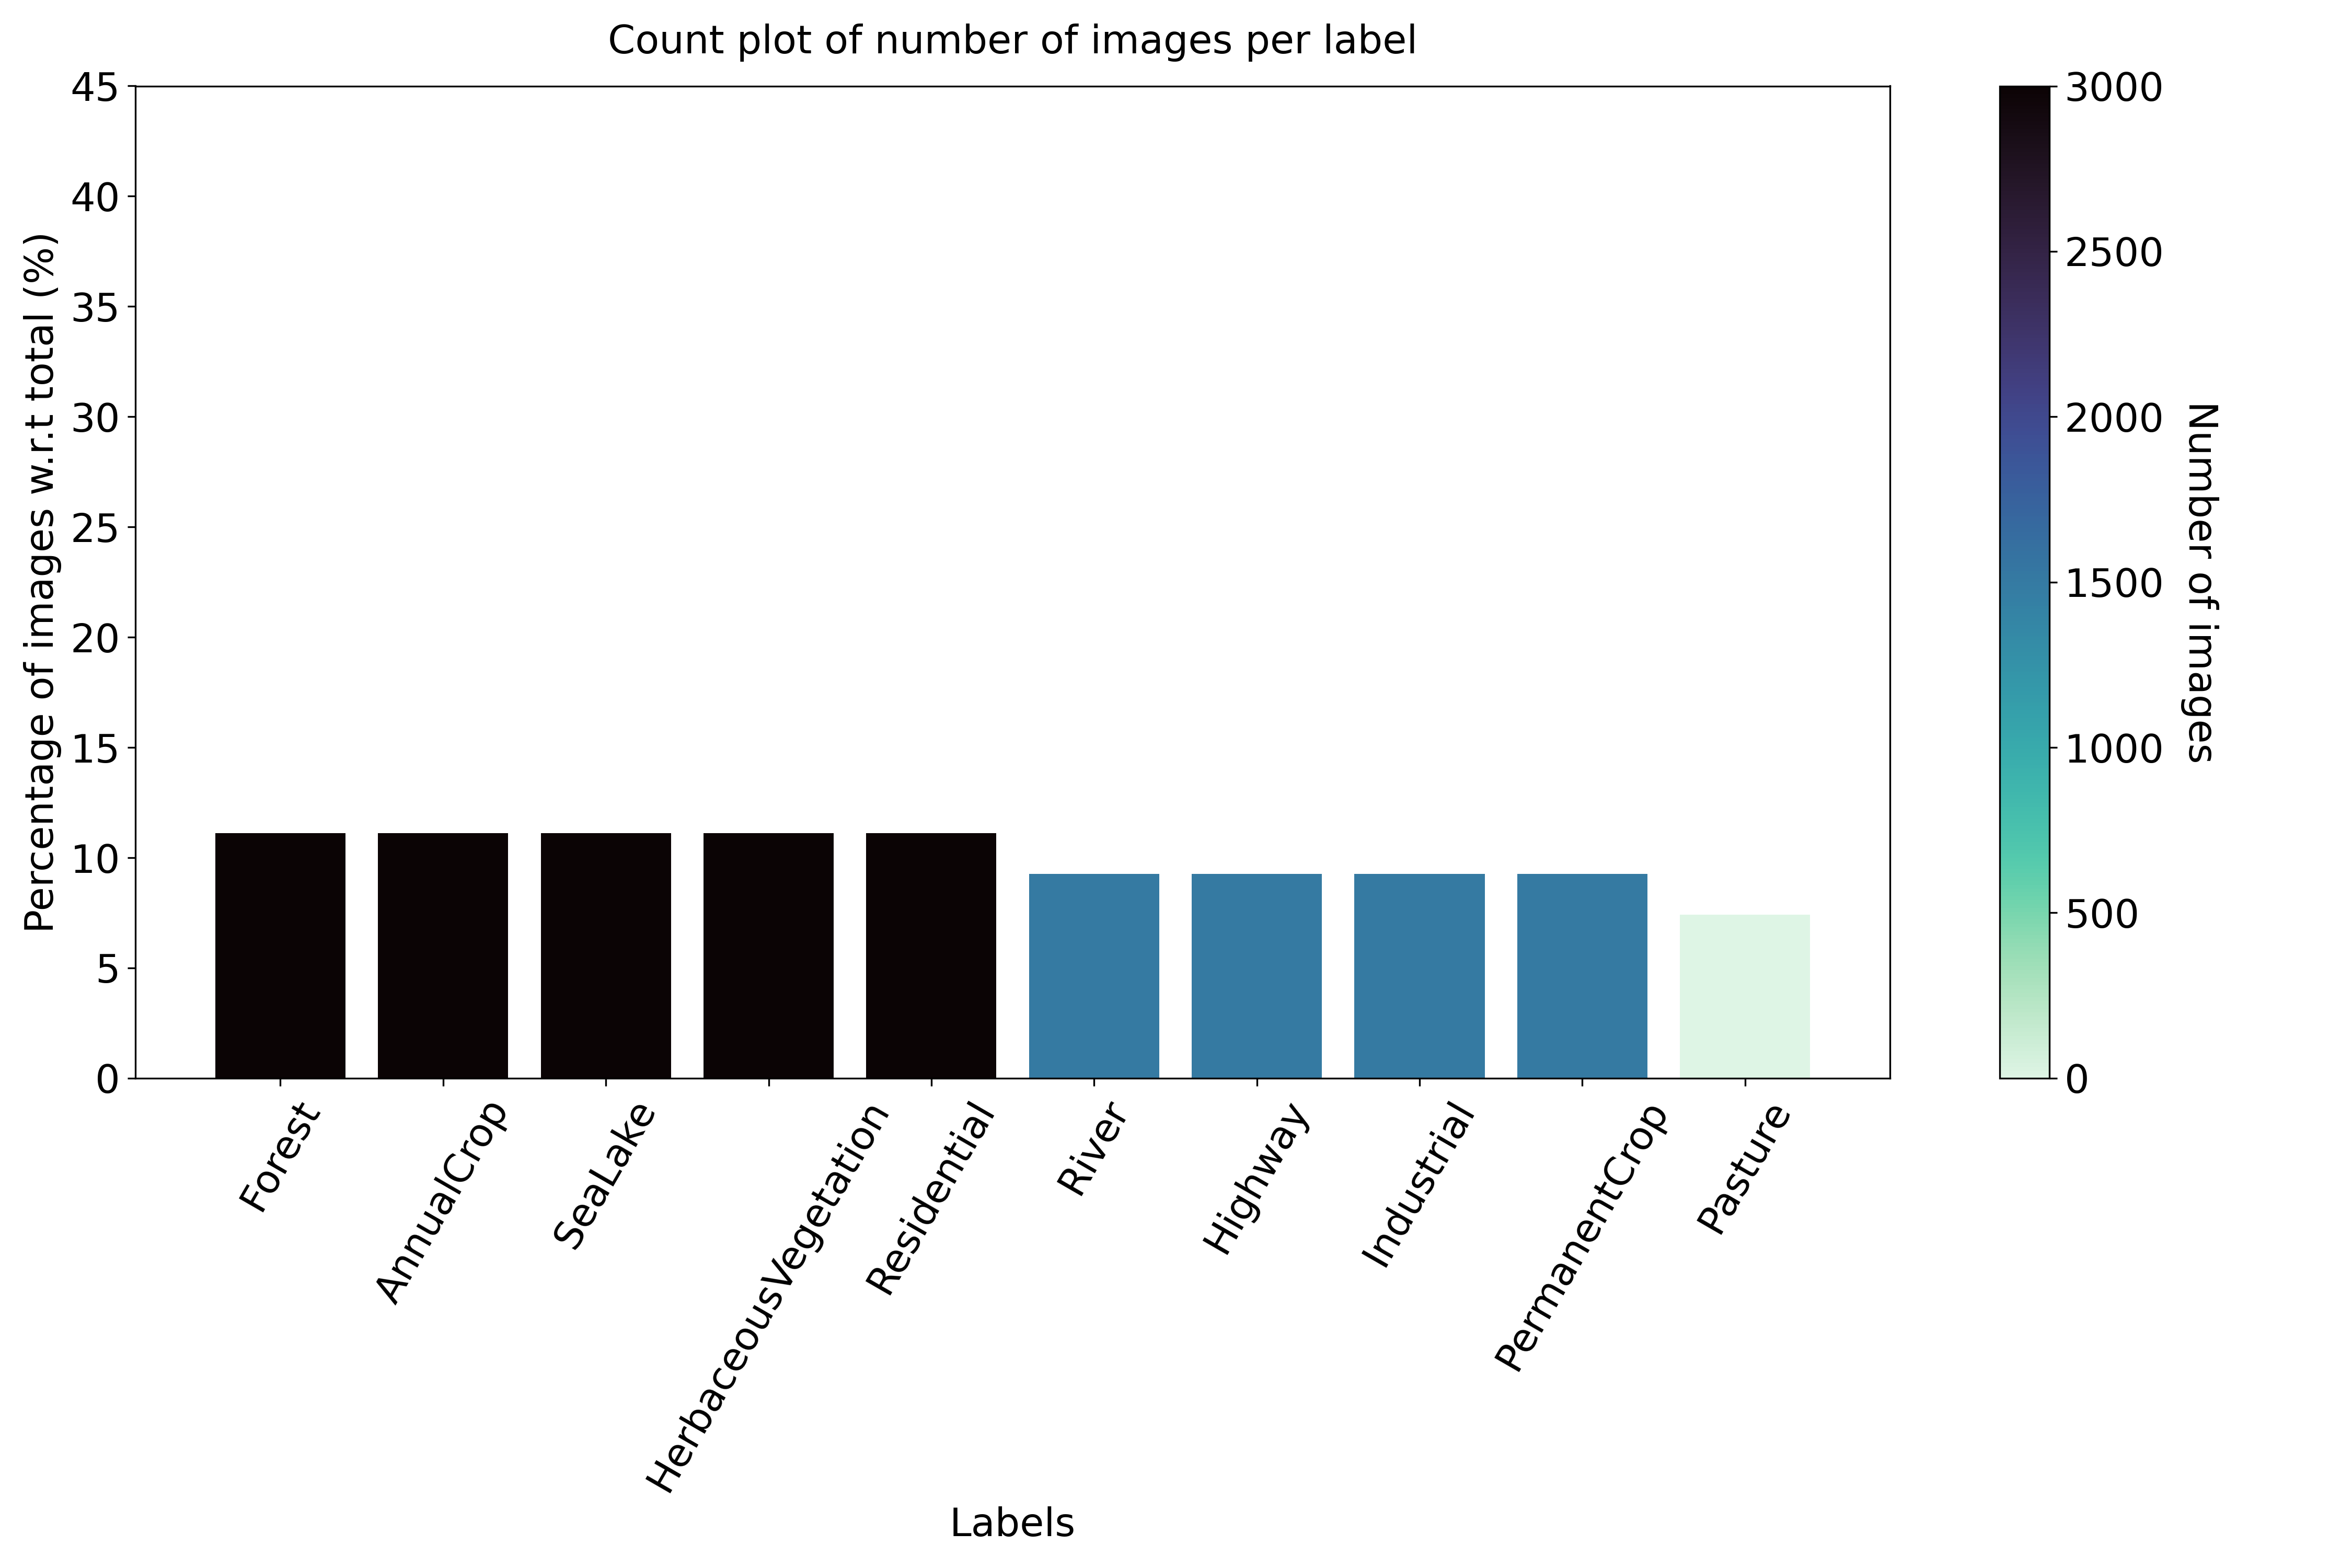 Count plot of number of images per label
Percentage of images w.r.t total (%)
45
40
35
30
25
20
15
10
5
0
Forest
AnnualCrop
SeaLake
HerbaceousVegetation
Residential
River
Highway
Industrial
PermanentCrop
Pasture
Labels
3000
2500
2000
1500
1000
500
0
Number of images